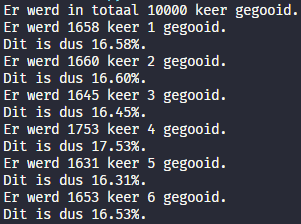 Er werd in totaal 10000 keer gegooid.
Er werd 1658 keer 1 gegooid.
Dit is dus 16.58%.
Er werd 1660 keer 2 gegooid.
Dit is dus 16.60%.
Er werd 1645 keer 3 gegooid.
Dit is dus 16.45%.
Er werd 1753 keer 4 gegooid.
Dit is dus 17.53%.
Er werd 1631 keer 5 gegooid.
Dit is dus 16.31%.
Er werd 1653 keer 6 gegooid.
Dit is dus 16.53%.